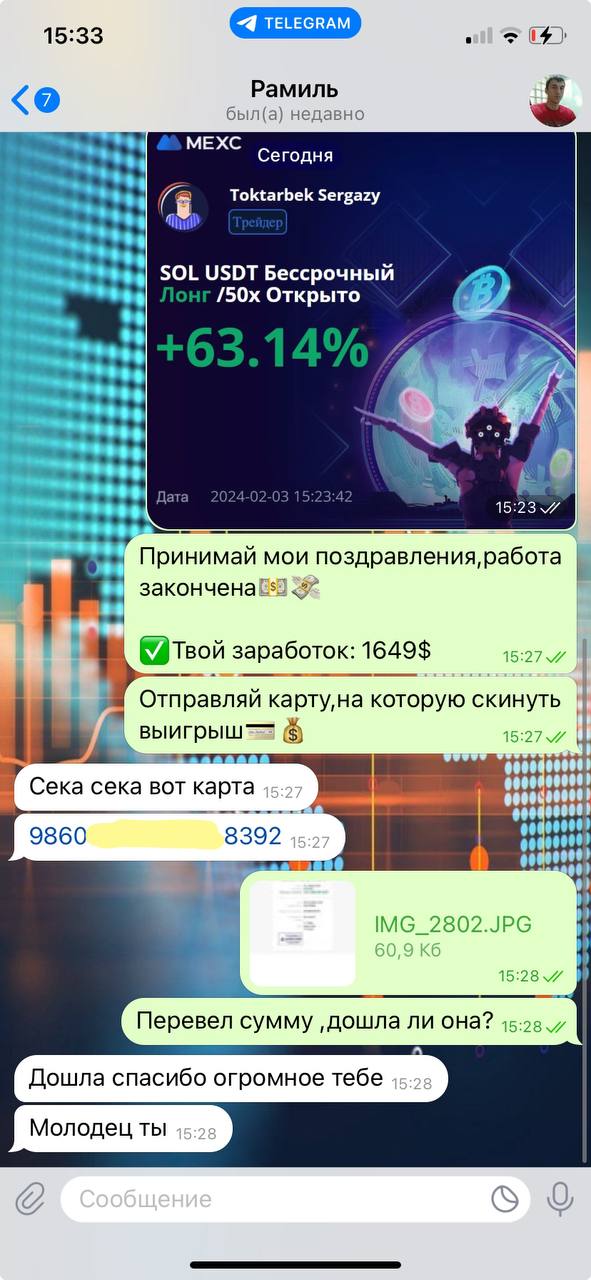 15:33
TELEGRAM
7
Рамиль
был(а) недавно
MEXC
Сегодня
Toktarbek Sergazy
Трейдер
SOL USDT Бессрочный
Лонг /50x Открыто
+63.14%
Дата 2024-02-03 15:23:42
15:23
Принимай мои поздравления,работа
закончена💵💸
✅Твой заработок: 1649$
15:27
Отправляй карту,на которую скинуть
выигрыш💳💰
15:27
Сека сека вот карта 15:27
9860 8392 15:27
IMG_2802.JPG
60,9 Кб
15:28
Перевел сумму ,дошла ли она? 15:28
Дошла спасибо огромное тебе 15:28
Молодец ты 15:28
Сообщение